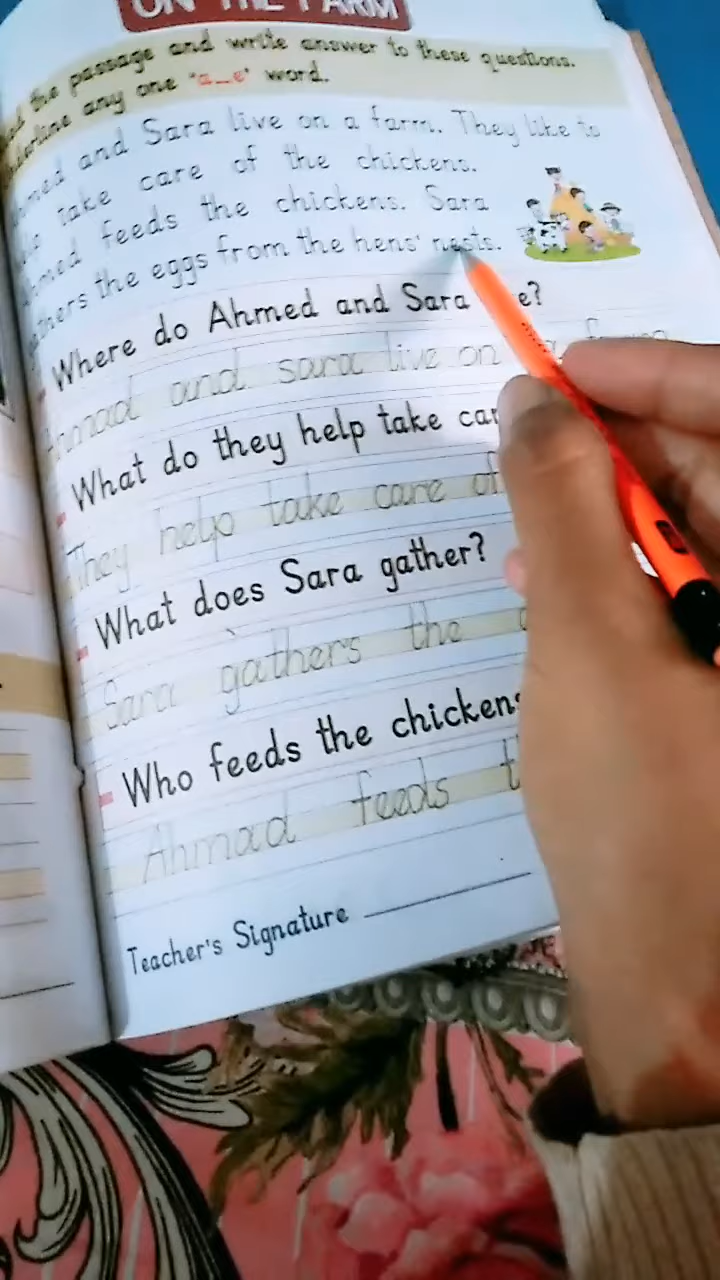 ON THE FARM
the passage and write answer to these questions.
any one "a_e" word.
and Sara live on a farm. They like to
take care of the chickens.
feeds the chickens. Sara
the eggs from the hens' nests.
Where do Ahmed and Sara e?
and sara live on
What do they help take car
They help take care of
What does Sara gather?
Sara gathers the
Who feeds the chickens
Ahmad feeds
Teacher's Signature